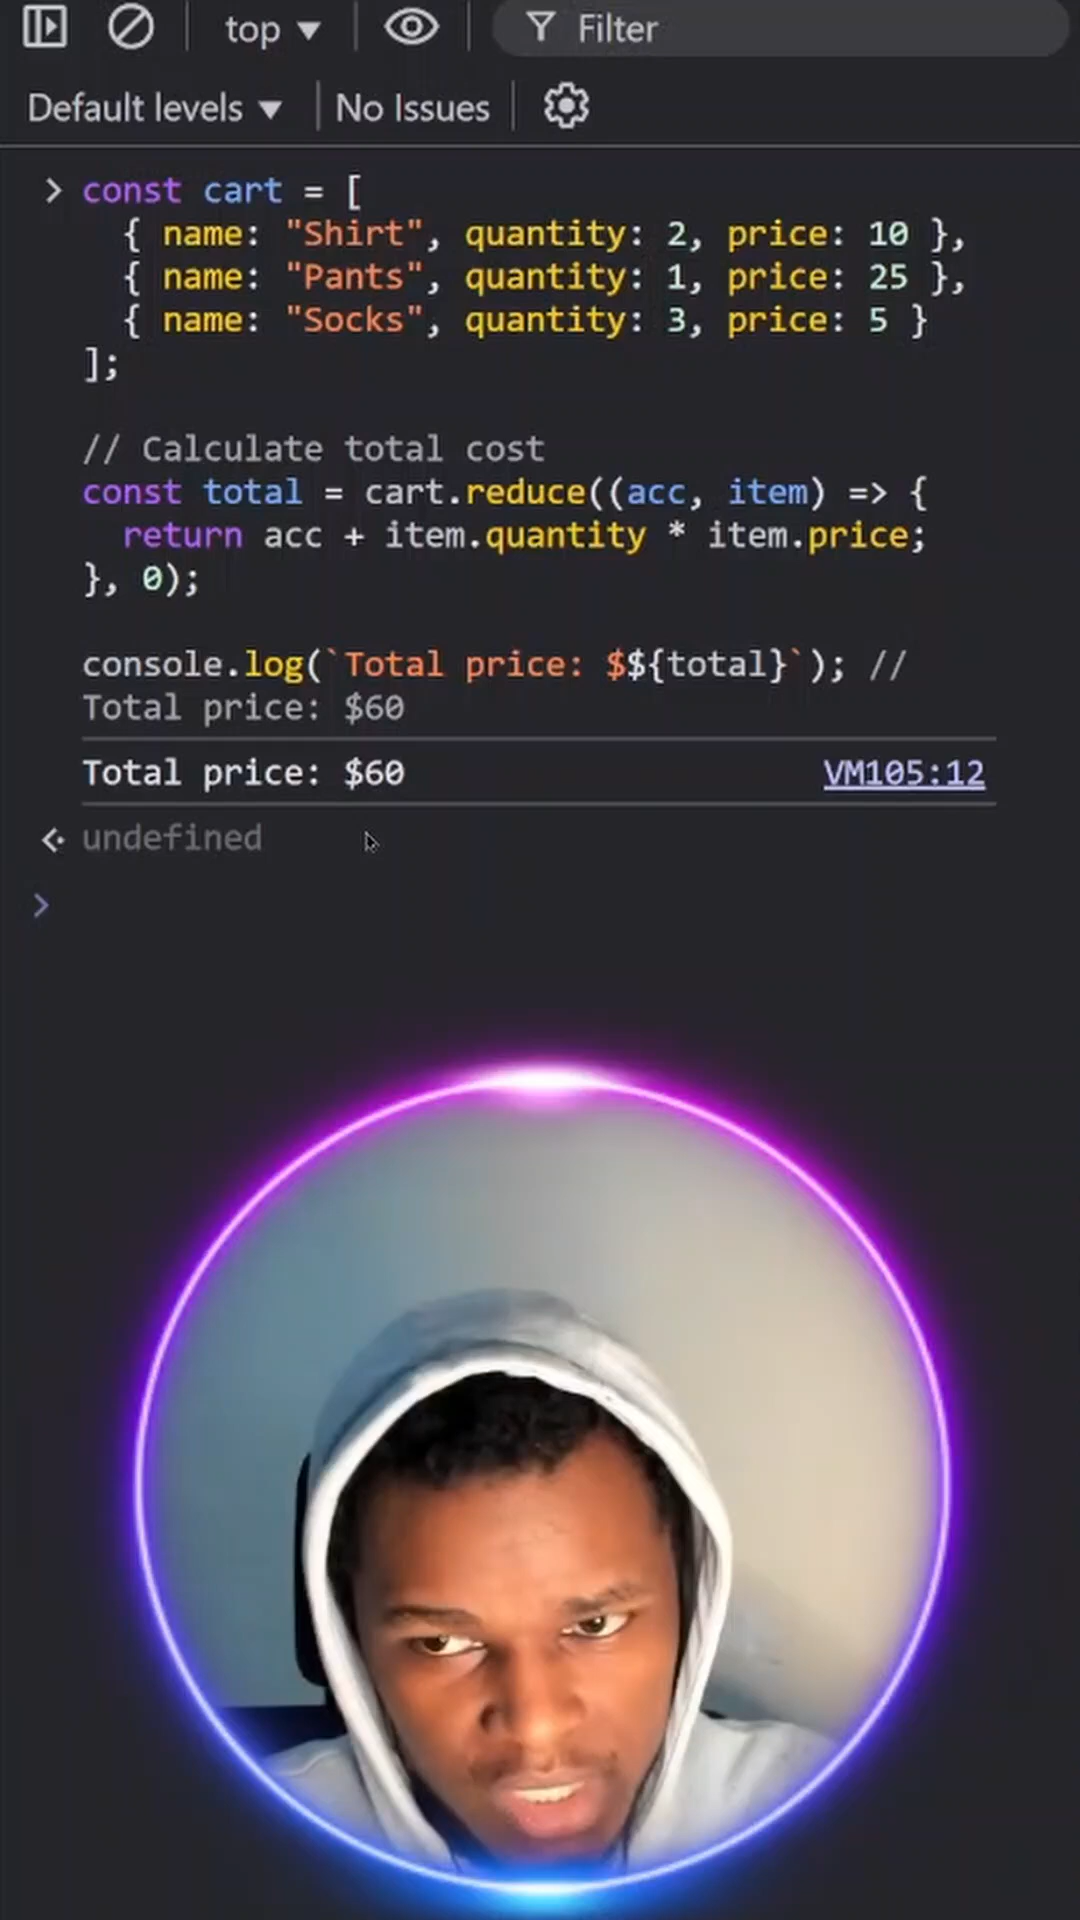 top
Filter
Default levels
No Issues
const cart = [
  { name: "Shirt", quantity: 2, price: 10 },
  { name: "Pants", quantity: 1, price: 25 },
  { name: "Socks", quantity: 3, price: 5 }
];
// Calculate total cost
const total = cart.reduce((acc, item) => {
  return acc + item.quantity * item.price;
}, 0);
console.log(`Total price: $${total}`); //
Total price: $60
Total price: $60 VM105:12
undefined